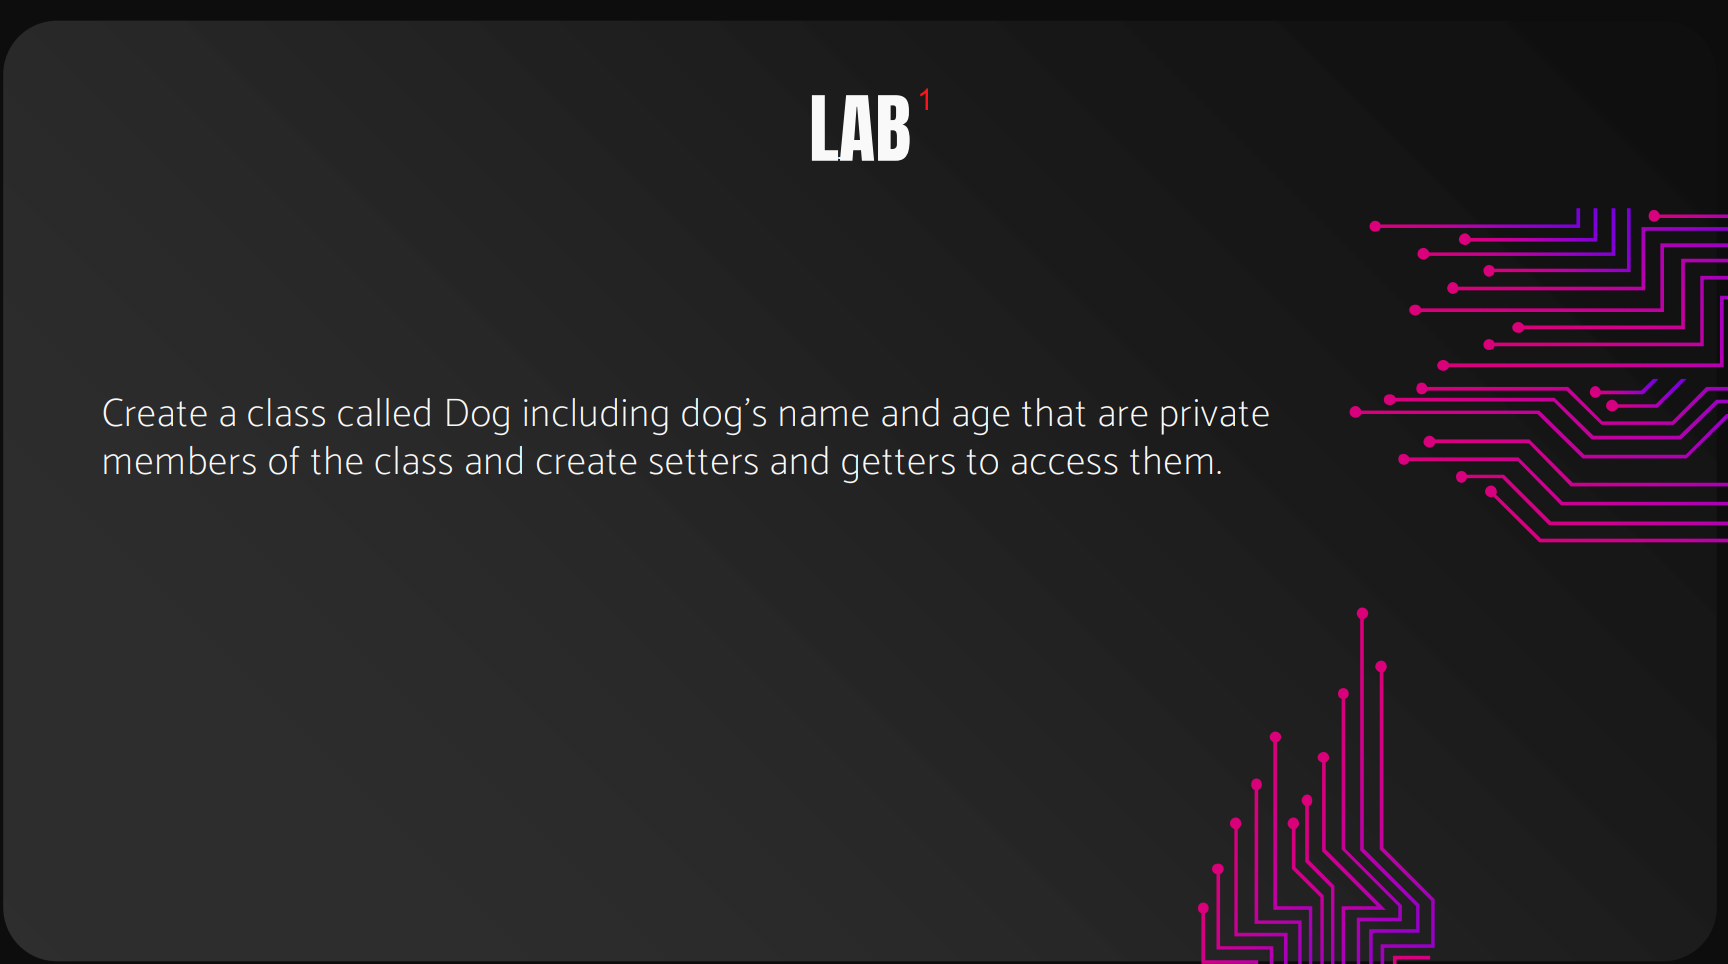 LAB 1
Create a class called Dog including dog’s name and age that are private
members of the class and create setters and getters to access them.